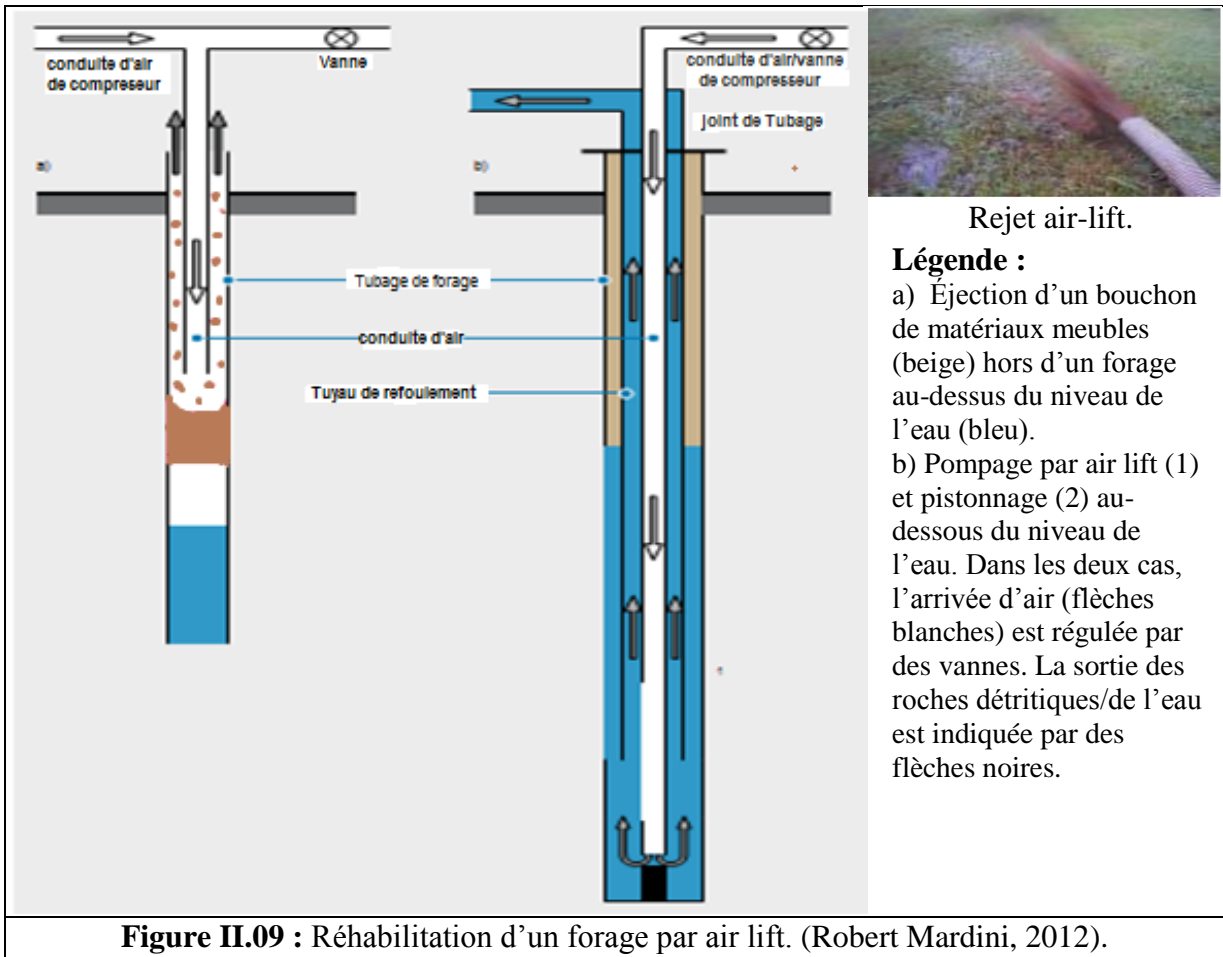 conduite d'air
de compreseur
Vanne
conduite d'air/vanne
de compresseur
Joint de Tubage
a)
b)
Tubage de forage
conduite d'air
Tuyau de refoulement
Rejet air-lift.
Légende :
a) Éjection d’un bouchon
de matériaux meubles
(beige) hors d’un forage
au-dessus du niveau de
l’eau (bleu).
b) Pompage par air lift (1)
et pistonnage (2) au-
dessous du niveau de
l’eau. Dans les deux cas,
l’arrivée d’air (flèches
blanches) est régulée par
des vannes. La sortie des
roches détritiques/de l’eau
est indiquée par des
flèches noires.
Figure II.09 : Réhabilitation d’un forage par air lift. (Robert Mardini, 2012).